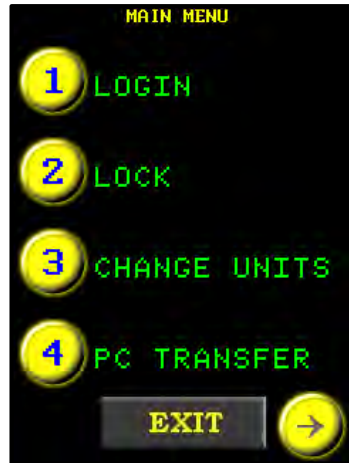 MAIN MENU
1 LOGIN
2 LOCK
3 CHANGE UNITS
4 PC TRANSFER
EXIT →